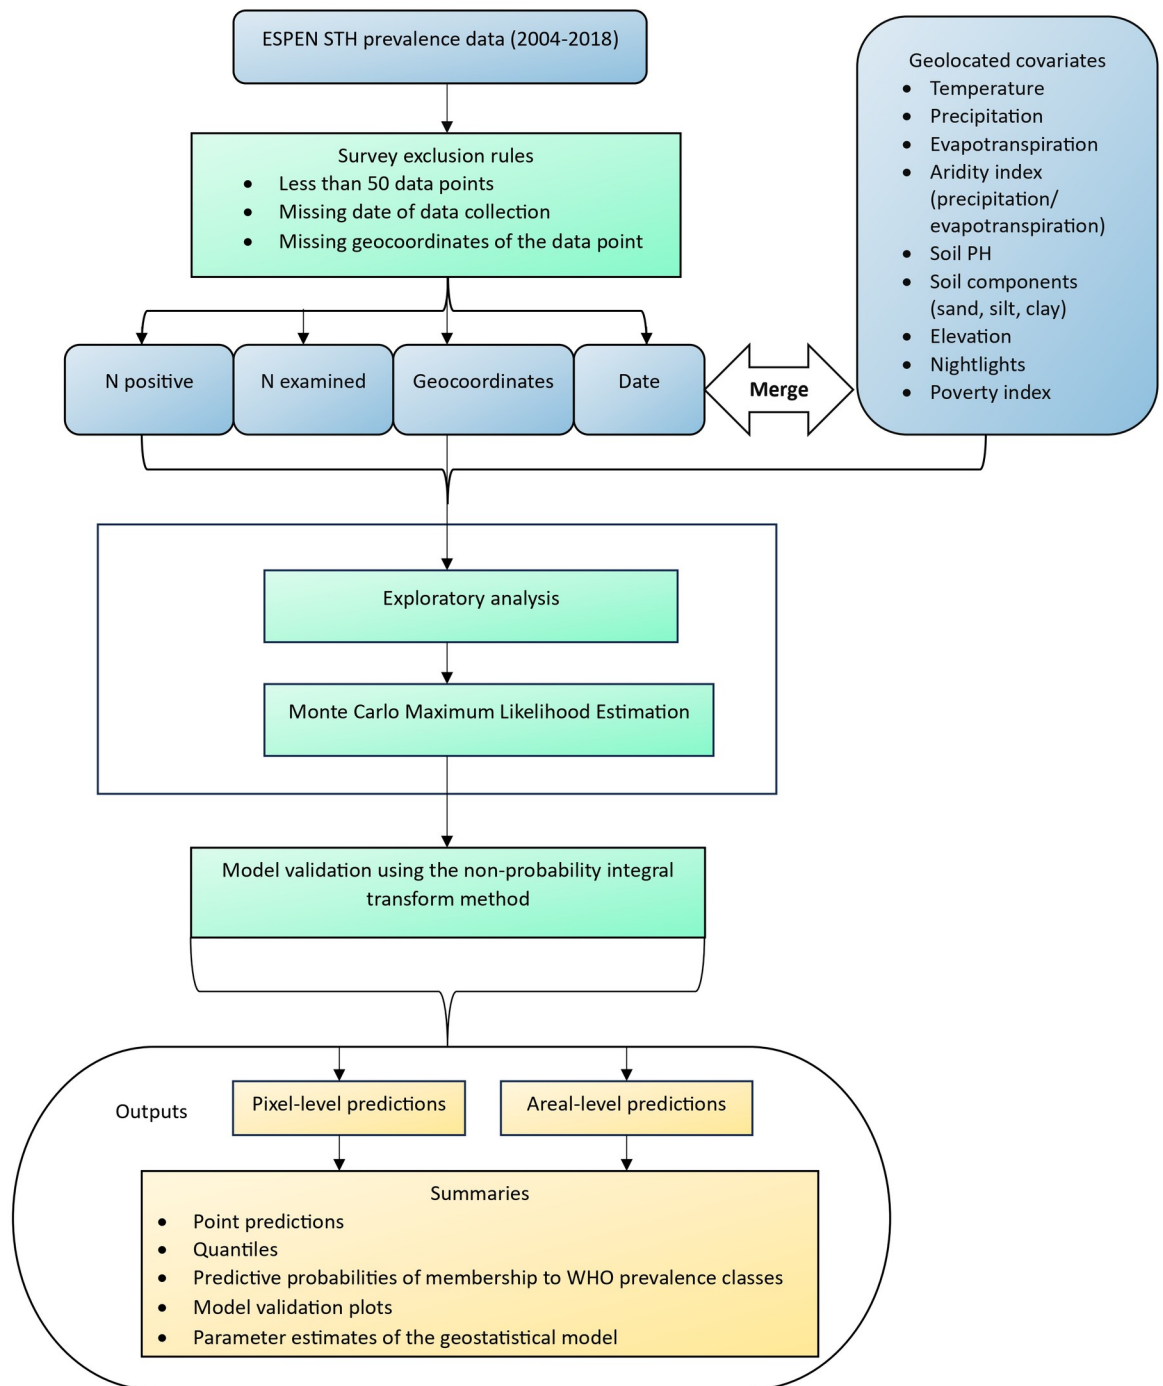 ESPEN STH prevalence data (2004-2018)
Survey exclusion rules
• Less than 50 data points
• Missing date of data collection
• Missing geocoordinates of the data point
N positive
N examined
Geocoordinates
Date
Merge
Geolocated covariates
• Temperature
• Precipitation
• Evapotranspiration
• Aridity index
(precipitation/
evapotranspiration)
• Soil PH
• Soil components
(sand, silt, clay)
• Elevation
• Nightlights
• Poverty index
Exploratory analysis
Monte Carlo Maximum Likelihood Estimation
Model validation using the non-probability integral
transform method
Outputs
Pixel-level predictions
Areal-level predictions
Summaries
• Point predictions
• Quantiles
• Predictive probabilities of membership to WHO prevalence classes
• Model validation plots
• Parameter estimates of the geostatistical model